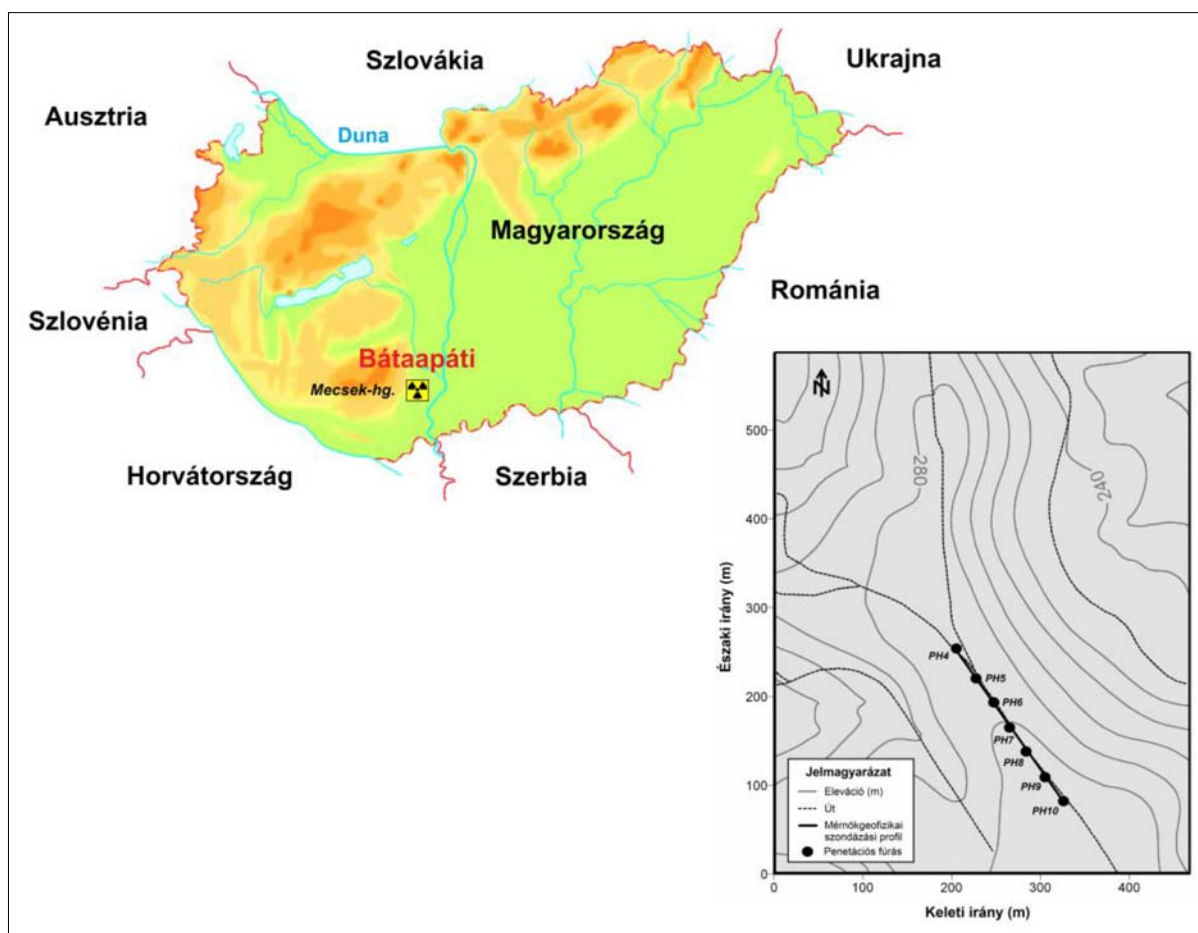 Szlovákia
Ukrajna
Ausztria
Duna
Magyarország
Románia
Szlovénia
Bátaapáti
Mecsek-hg.
Horvátország
Szerbia
N
500
400
300
200
100
0
Északi irány (m)
280
240
PH4
PH5
PH6
PH7
PH8
PH9
PH10
Jelmagyarázat
Eleváció (m)
Út
Mérnökgeofizikai
szondázási profil
Penetációs fúrás
0
100
200
300
400
Keleti irány (m)